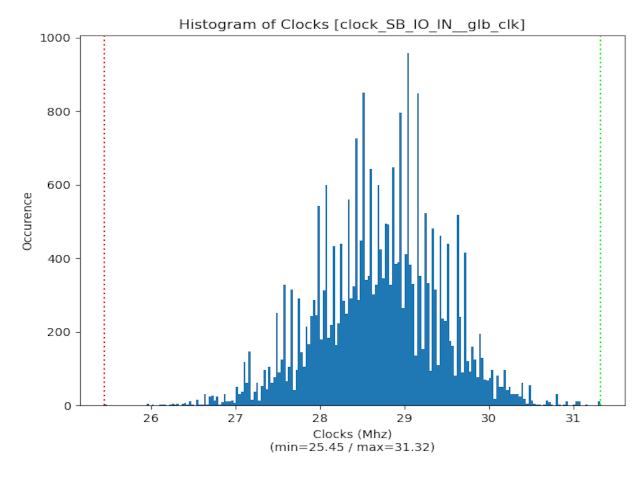 Histogram of Clocks [clock_SB_IO_IN__glb_clk]
1000
800
600
400
200
0
Occurence
26 27 28 29 30 31
Clocks (Mhz)
(min=25.45 / max=31.32)